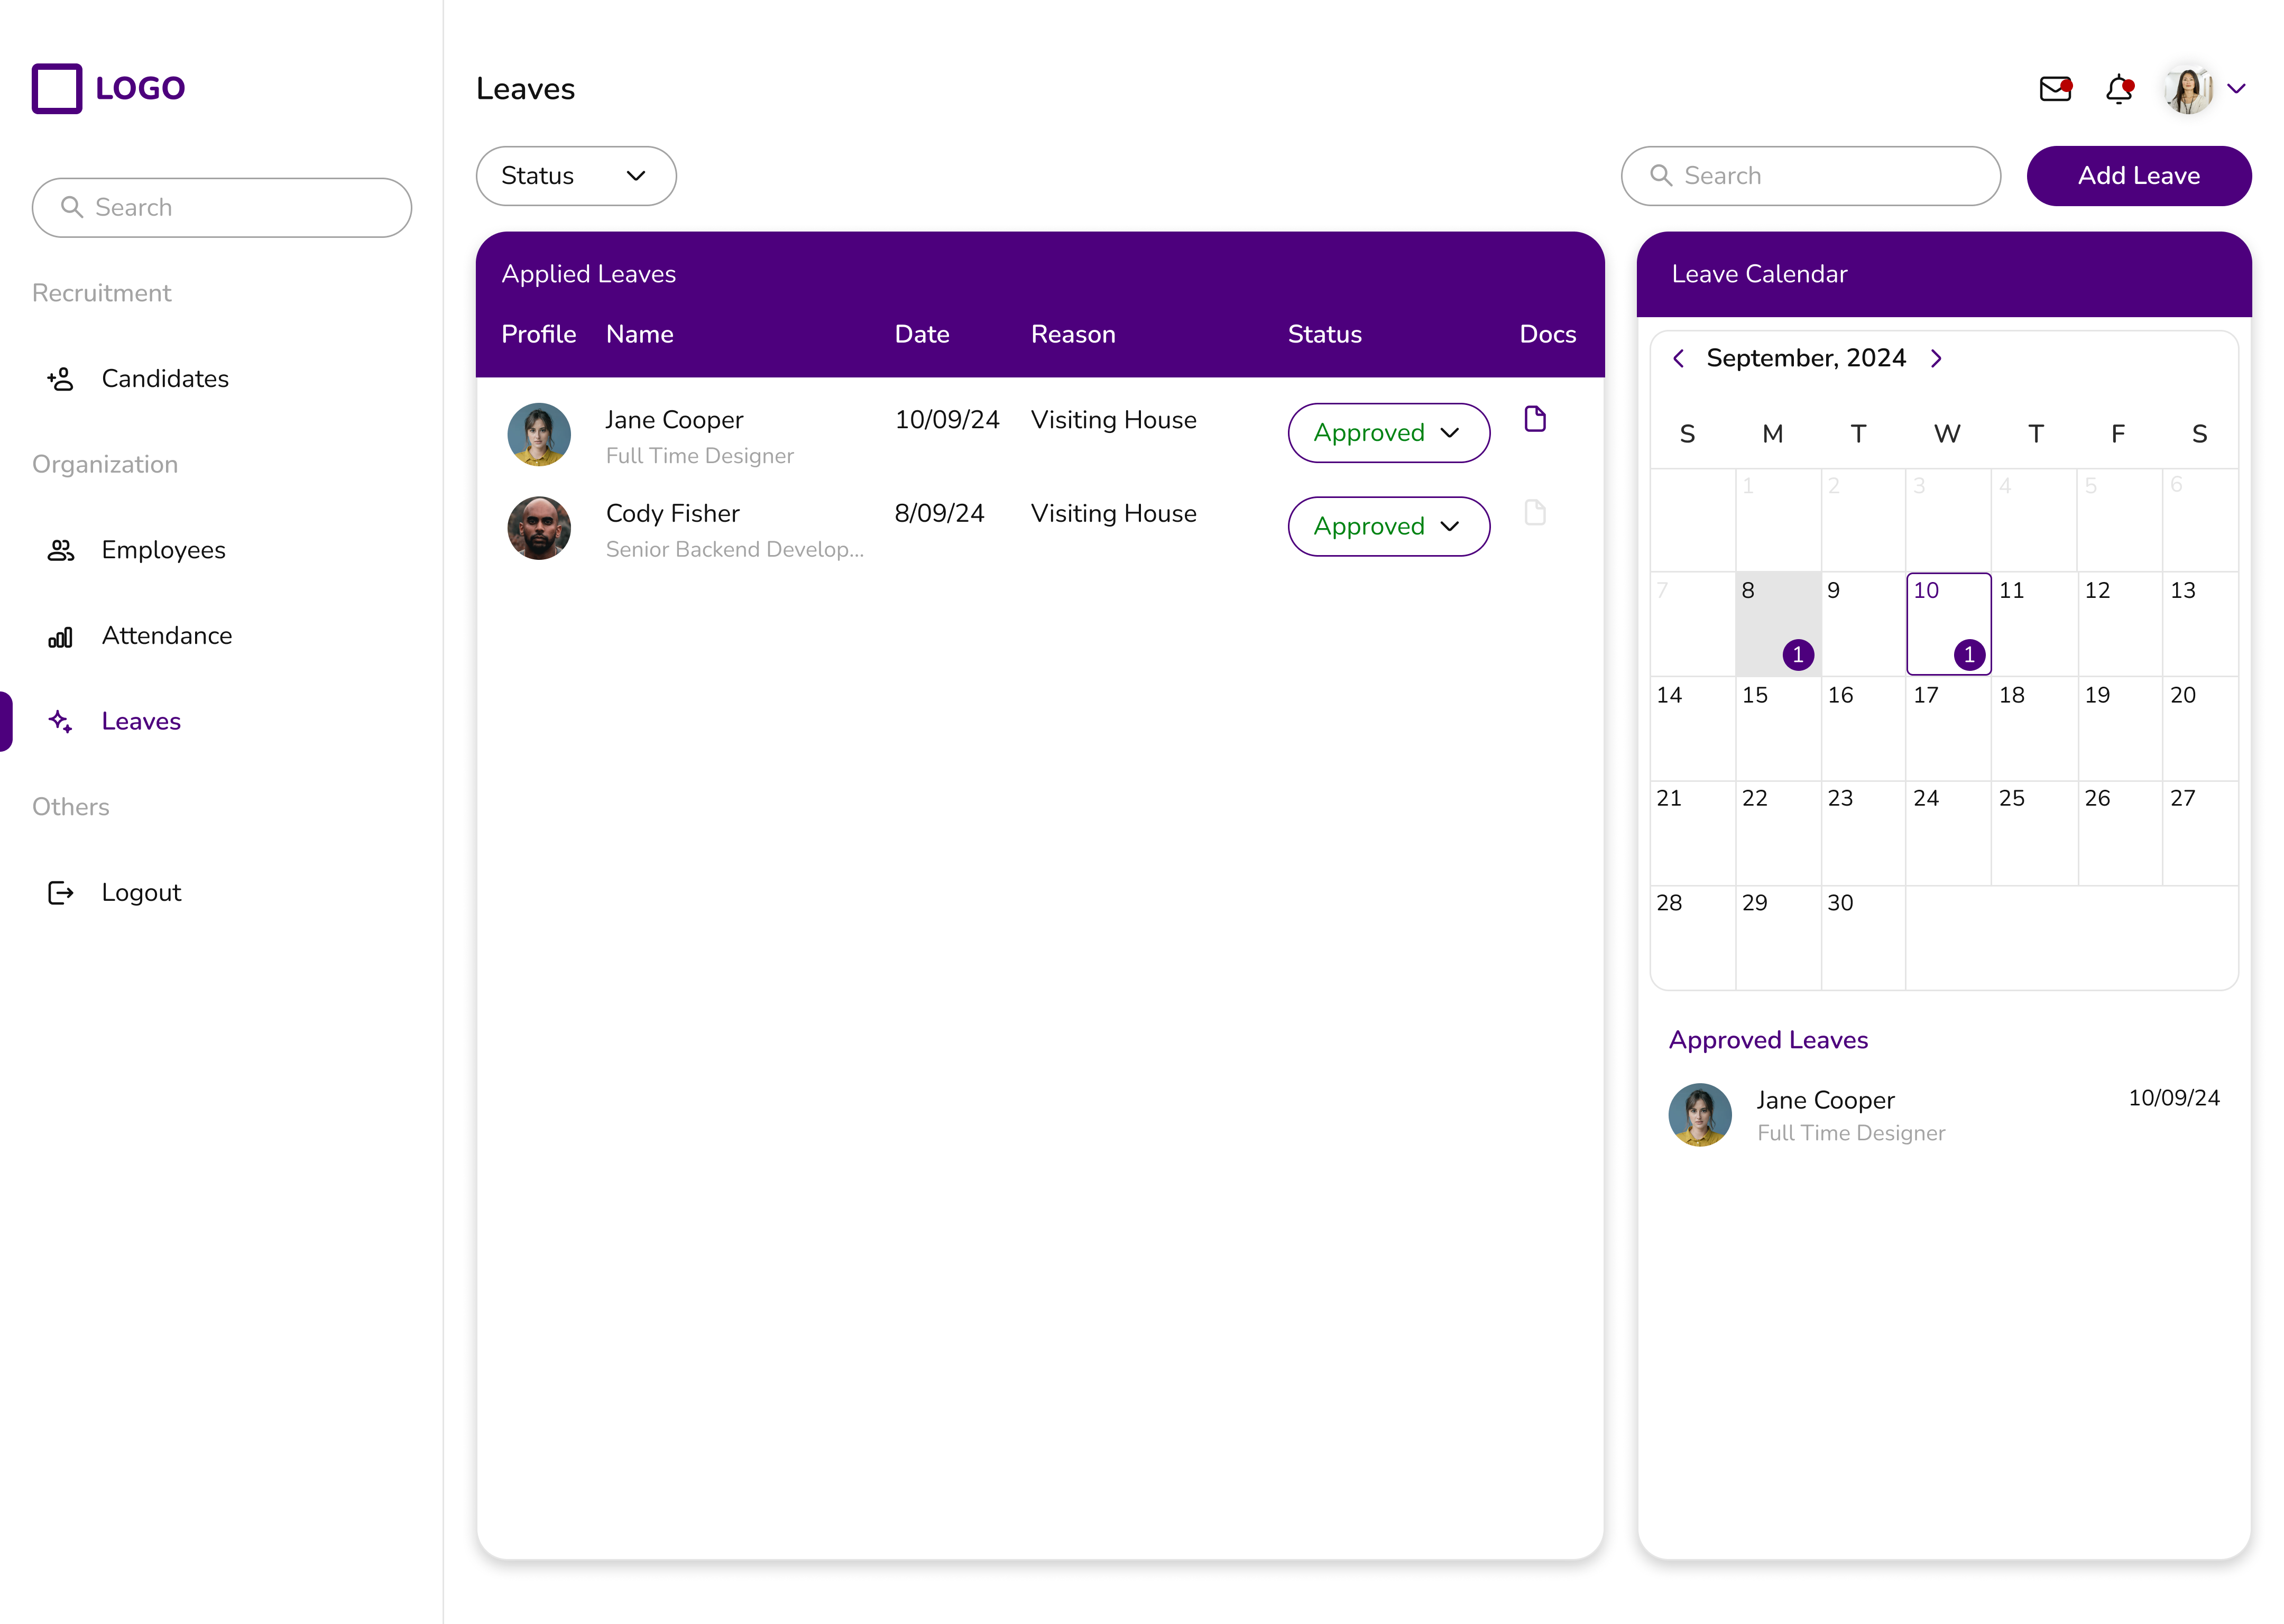 LOGO
Search
Recruitment
Candidates
Organization
Employees
Attendance
Leaves
Others
Logout
Leaves
Status
Search
Add Leave
Applied Leaves
Profile Name Date Reason Status Docs
Jane Cooper 10/09/24 Visiting House Approved
Full Time Designer
Cody Fisher 8/09/24 Visiting House Approved
Senior Backend Develop...
Leave Calendar
September, 2024
S M T W T F S
1 2 3 4 5 6
7 8 9 10 11 12 13
1 1
14 15 16 17 18 19 20
21 22 23 24 25 26 27
28 29 30
Approved Leaves
Jane Cooper 10/09/24
Full Time Designer